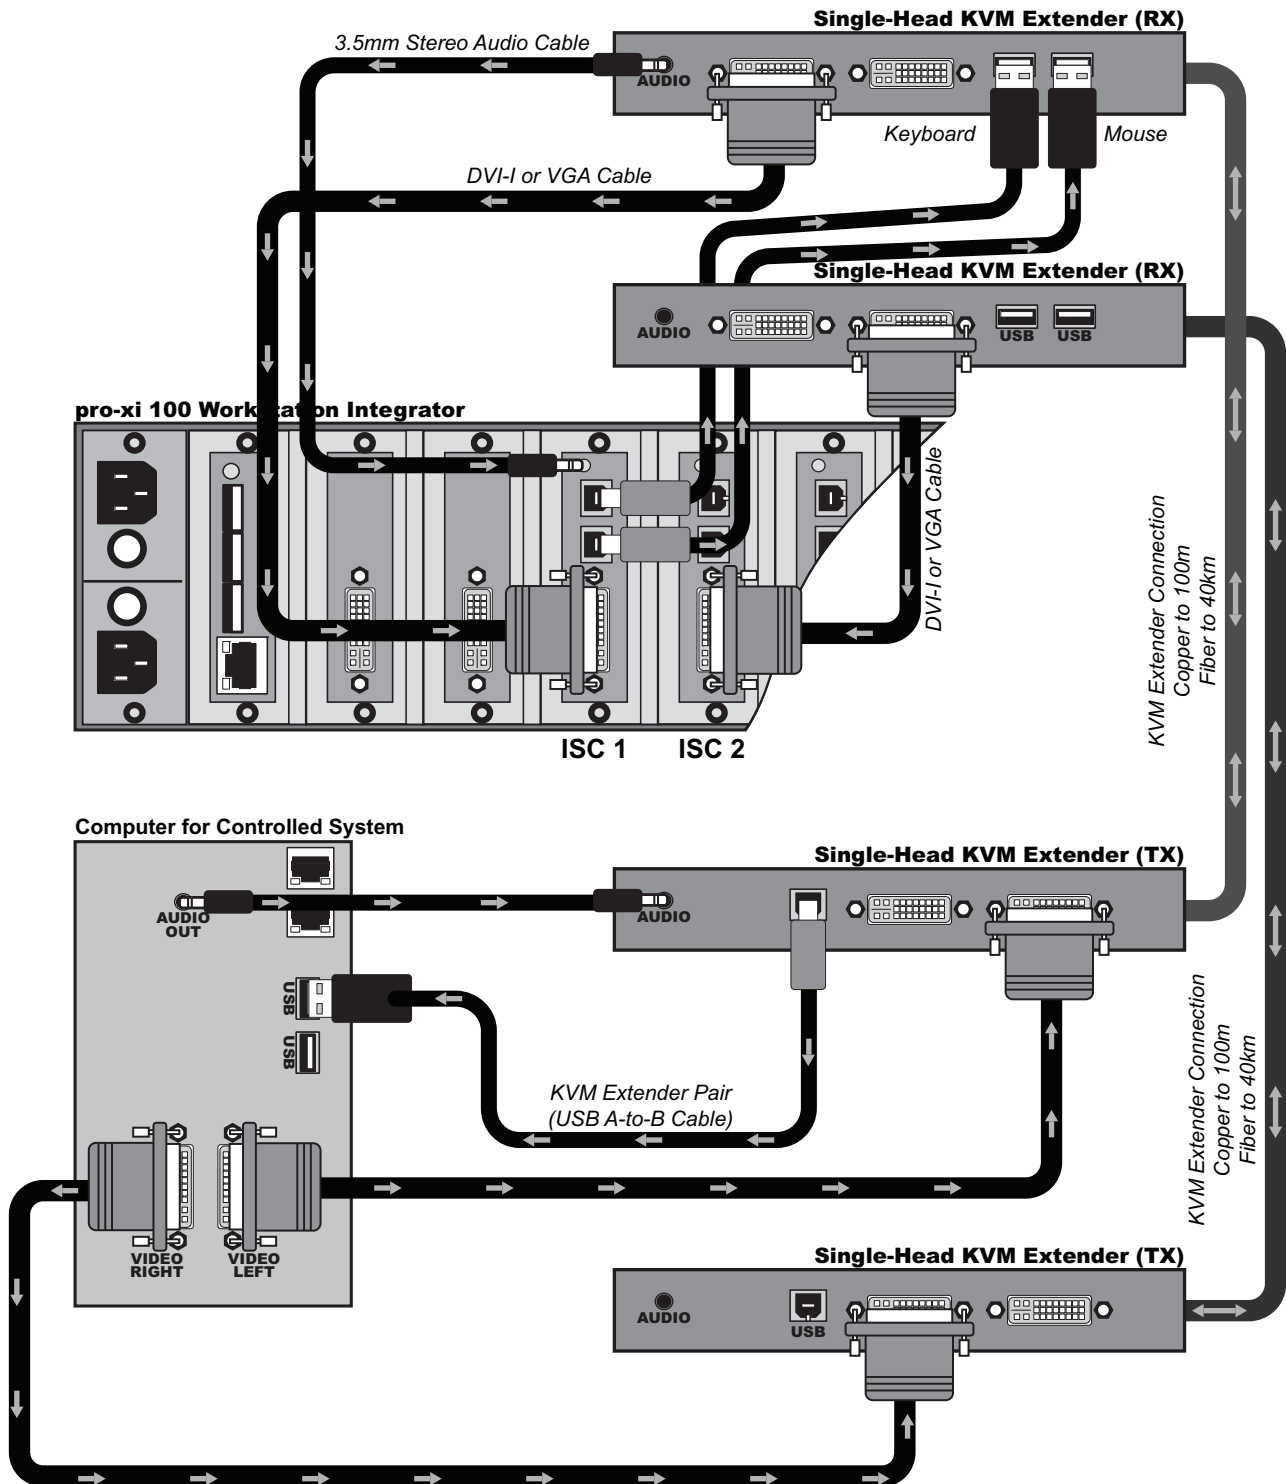 Single-Head KVM Extender (RX)
3.5mm Stereo Audio Cable
AUDIO
Keyboard
Mouse
DVI-I or VGA Cable
Single-Head KVM Extender (RX)
AUDIO
USB
USB
pro-xi 100 Workstation Integrator
DVI-I or VGA Cable
KVM Extender Connection
Copper to 100m
Fiber to 40km
ISC 1
ISC 2
Computer for Controlled System
Single-Head KVM Extender (TX)
AUDIO
OUT
AUDIO
USB
USB
KVM Extender Pair
(USB A-to-B Cable)
KVM Extender Connection
Copper to 100m
Fiber to 40km
VIDEO
RIGHT
VIDEO
LEFT
Single-Head KVM Extender (TX)
AUDIO
USB